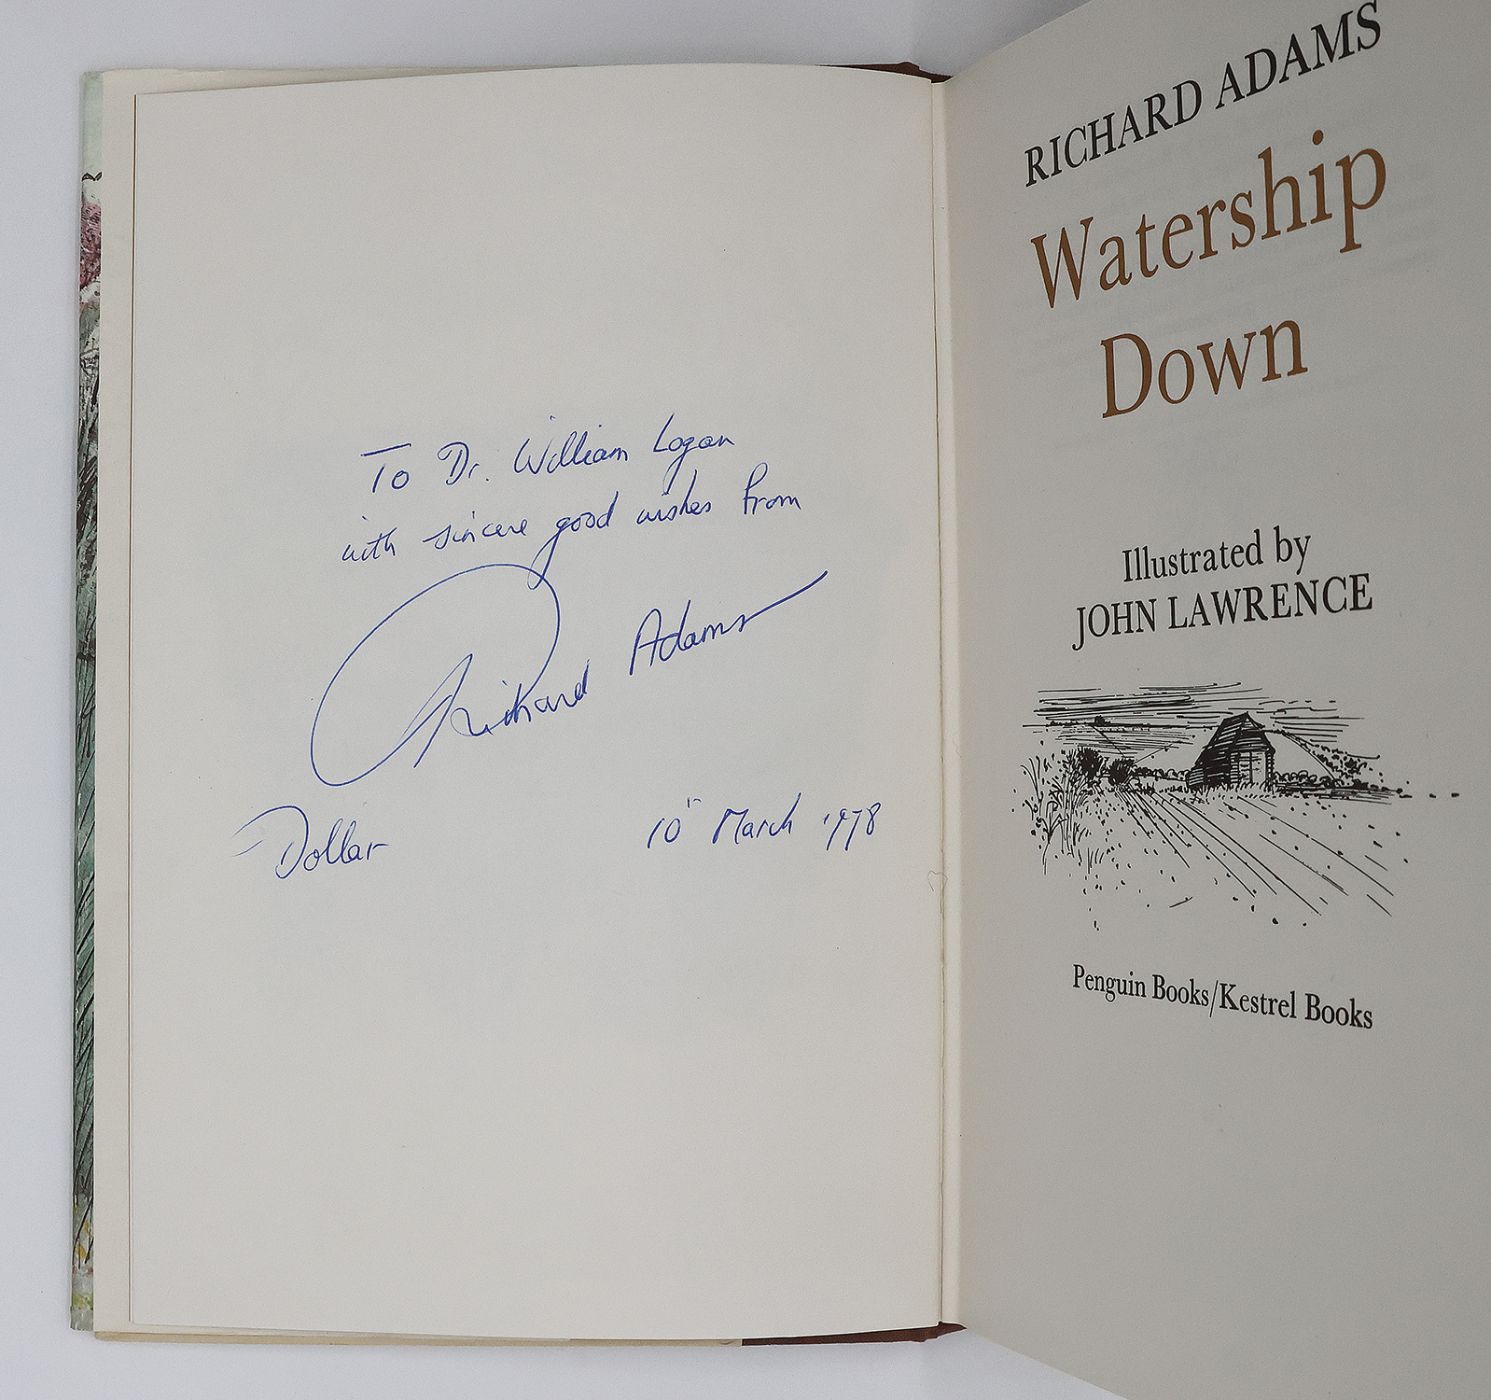 To Dr. William Logan
with sincere good wishes from
Richard Adams
Dollar 10" March 1978
RICHARD ADAMS
Watership
Down
Illustrated by
JOHN LAWRENCE
Penguin Books/Kestrel Books